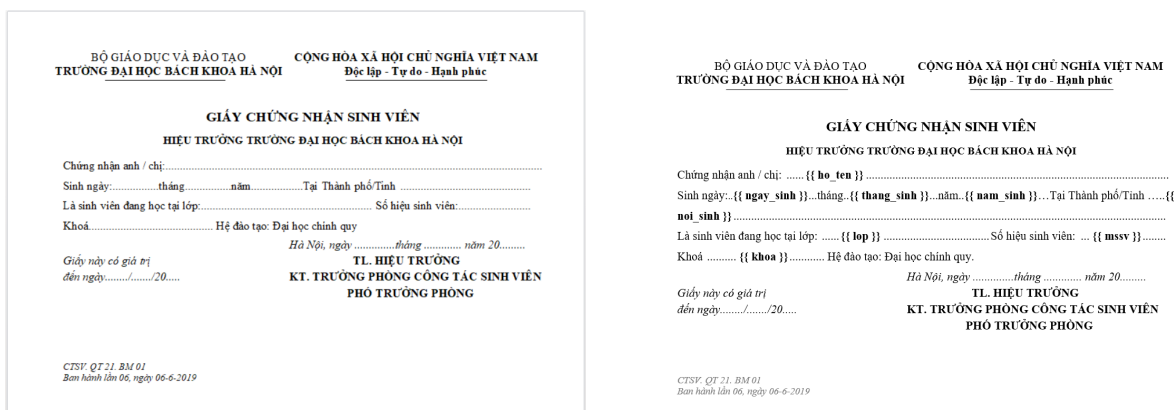 BỘ GIÁO DỤC VÀ ĐÀO TẠO
TRƯỜNG ĐẠI HỌC BÁCH KHOA HÀ NỘI
CỘNG HÒA XÃ HỘI CHỦ NGHĨA VIỆT NAM
Độc lập - Tự do - Hạnh phúc
GIẤY CHỨNG NHẬN SINH VIÊN
HIỆU TRƯỞNG TRƯỜNG ĐẠI HỌC BÁCH KHOA HÀ NỘI
Chứng nhận anh / chị:..........................................................
Sinh ngày:..............tháng..............năm................Tại Thành phố/Tỉnh ..............................
Là sinh viên đang học tại lớp:........................................ Số hiệu sinh viên:....................
Khoá.............................. Hệ đào tạo: Đại học chính quy
Hà Nội, ngày .............tháng ............. năm 20.........
Giấy này có giá trị
đến ngày......../......./20.....
TL. HIỆU TRƯỞNG
KT. TRƯỞNG PHÒNG CÔNG TÁC SINH VIÊN
PHÓ TRƯỞNG PHÒNG
CTSV. QT 21. BM 01
Ban hành lần 06, ngày 06-6-2019
BỘ GIÁO DỤC VÀ ĐÀO TẠO
TRƯỜNG ĐẠI HỌC BÁCH KHOA HÀ NỘI
CỘNG HÒA XÃ HỘI CHỦ NGHĨA VIỆT NAM
Độc lập - Tự do - Hạnh phúc
GIẤY CHỨNG NHẬN SINH VIÊN
HIỆU TRƯỞNG TRƯỜNG ĐẠI HỌC BÁCH KHOA HÀ NỘI
Chứng nhận anh / chị: ...... {{ ho_ten }} ..............................
Sinh ngày:..{{ ngay_sinh }}...tháng..{{ thang_sinh }}...năm..{{ nam_sinh }}…Tại Thành phố/Tỉnh …..{{
noi_sinh }}..............................
Là sinh viên đang học tại lớp: ...... {{ lop }} .............................. Số hiệu sinh viên: ... {{ mssv }}........
Khoá .......... {{ khoa }}............ Hệ đào tạo: Đại học chính quy.
Hà Nội, ngày ..............tháng ............. năm 20.........
Giấy này có giá trị
đến ngày......../......./20.....
TL. HIỆU TRƯỞNG
KT. TRƯỞNG PHÒNG CÔNG TÁC SINH VIÊN
PHÓ TRƯỞNG PHÒNG
CTSV. QT 21. BM 01
Ban hành lần 06, ngày 06-6-2019